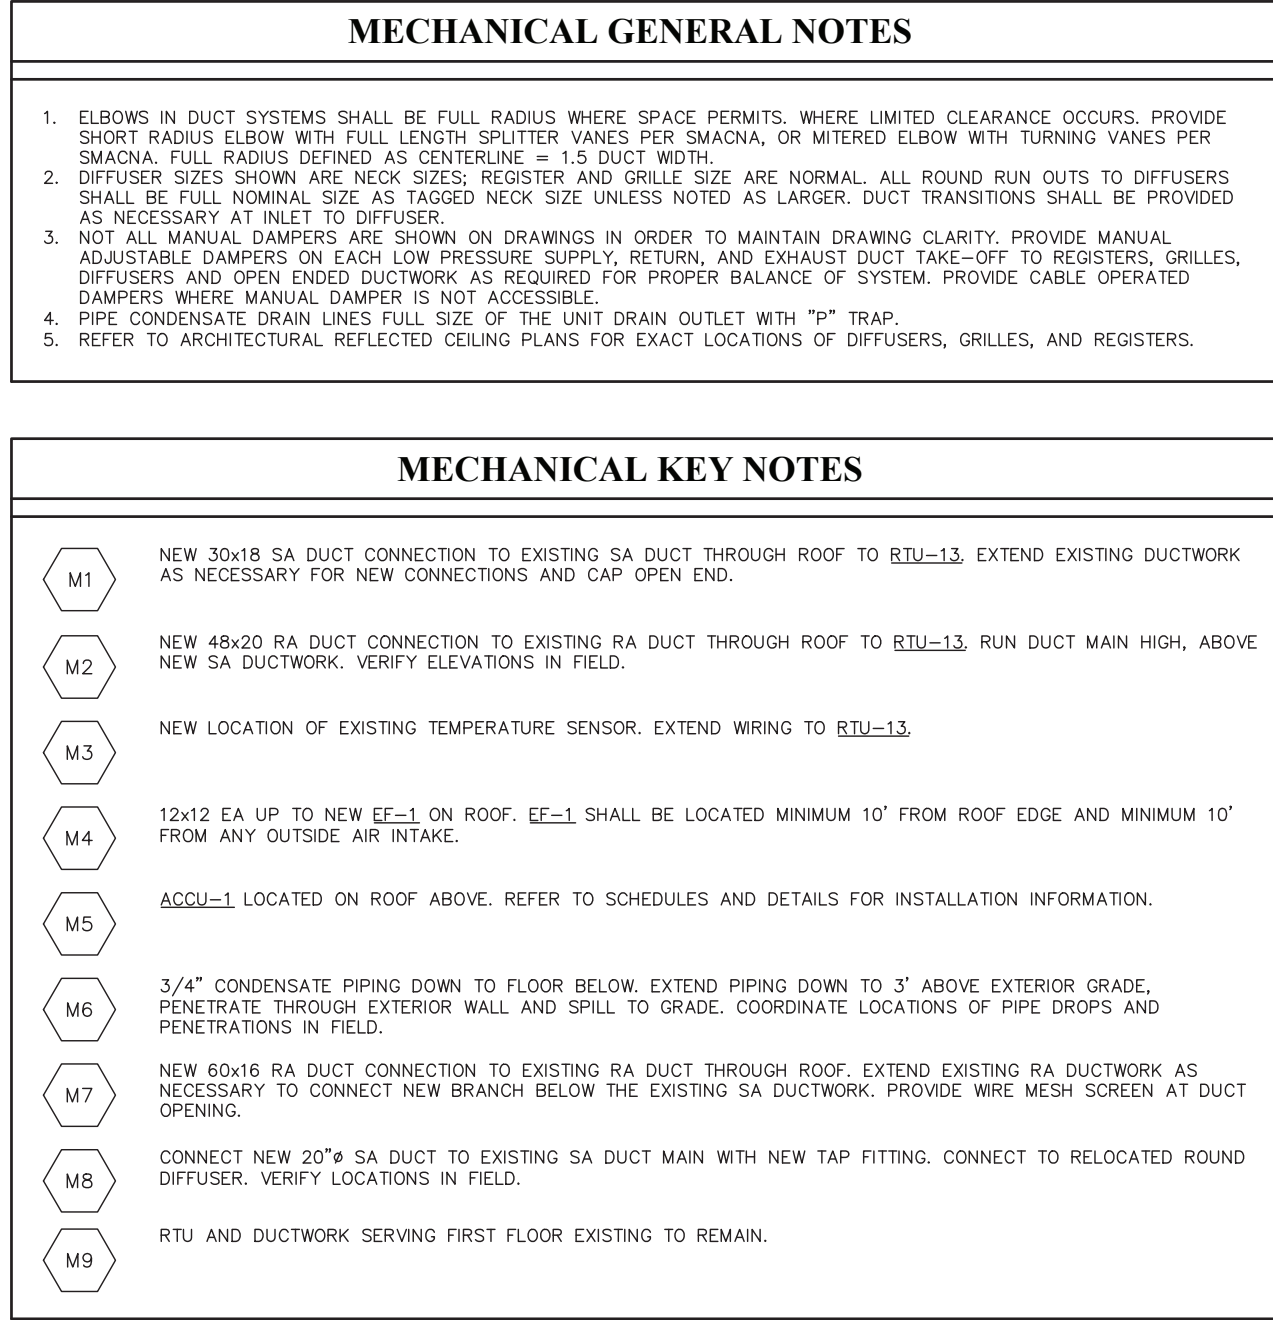 MECHANICAL GENERAL NOTES
1. ELBOWS IN DUCT SYSTEMS SHALL BE FULL RADIUS WHERE SPACE PERMITS. WHERE LIMITED CLEARANCE OCCURS. PROVIDE
SHORT RADIUS ELBOW WITH FULL LENGTH SPLITTER VANES PER SMACNA, OR MITERED ELBOW WITH TURNING VANES PER
SMACNA. FULL RADIUS DEFINED AS CENTERLINE = 1.5 DUCT WIDTH.
2. DIFFUSER SIZES SHOWN ARE NECK SIZES; REGISTER AND GRILLE SIZE ARE NORMAL. ALL ROUND RUN OUTS TO DIFFUSERS
SHALL BE FULL NOMINAL SIZE AS TAGGED NECK SIZE UNLESS NOTED AS LARGER. DUCT TRANSITIONS SHALL BE PROVIDED
AS NECESSARY AT INLET TO DIFFUSER.
3. NOT ALL MANUAL DAMPERS ARE SHOWN ON DRAWINGS IN ORDER TO MAINTAIN DRAWING CLARITY. PROVIDE MANUAL
ADJUSTABLE DAMPERS ON EACH LOW PRESSURE SUPPLY, RETURN, AND EXHAUST DUCT TAKE-OFF TO REGISTERS, GRILLES,
DIFFUSERS AND OPEN ENDED DUCTWORK AS REQUIRED FOR PROPER BALANCE OF SYSTEM. PROVIDE CABLE OPERATED
DAMPERS WHERE MANUAL DAMPER IS NOT ACCESSIBLE.
4. PIPE CONDENSATE DRAIN LINES FULL SIZE OF THE UNIT DRAIN OUTLET WITH "P" TRAP.
5. REFER TO ARCHITECTURAL REFLECTED CEILING PLANS FOR EXACT LOCATIONS OF DIFFUSERS, GRILLES, AND REGISTERS.
MECHANICAL KEY NOTES
M1
NEW 30x18 SA DUCT CONNECTION TO EXISTING SA DUCT THROUGH ROOF TO RTU-13. EXTEND EXISTING DUCTWORK
AS NECESSARY FOR NEW CONNECTIONS AND CAP OPEN END.
M2
NEW 48x20 RA DUCT CONNECTION TO EXISTING RA DUCT THROUGH ROOF TO RTU-13. RUN DUCT MAIN HIGH, ABOVE
NEW SA DUCTWORK. VERIFY ELEVATIONS IN FIELD.
M3
NEW LOCATION OF EXISTING TEMPERATURE SENSOR. EXTEND WIRING TO RTU-13.
M4
12x12 EA UP TO NEW EF-1 ON ROOF. EF-1 SHALL BE LOCATED MINIMUM 10' FROM ROOF EDGE AND MINIMUM 10'
FROM ANY OUTSIDE AIR INTAKE.
M5
ACCU-1 LOCATED ON ROOF ABOVE. REFER TO SCHEDULES AND DETAILS FOR INSTALLATION INFORMATION.
M6
3/4" CONDENSATE PIPING DOWN TO FLOOR BELOW. EXTEND PIPING DOWN TO 3' ABOVE EXTERIOR GRADE,
PENETRATE THROUGH EXTERIOR WALL AND SPILL TO GRADE. COORDINATE LOCATIONS OF PIPE DROPS AND
PENETRATIONS IN FIELD.
M7
NEW 60x16 RA DUCT CONNECTION TO EXISTING RA DUCT THROUGH ROOF. EXTEND EXISTING RA DUCTWORK AS
NECESSARY TO CONNECT NEW BRANCH BELOW THE EXISTING SA DUCTWORK. PROVIDE WIRE MESH SCREEN AT DUCT
OPENING.
M8
CONNECT NEW 20"ø SA DUCT TO EXISTING SA DUCT MAIN WITH NEW TAP FITTING. CONNECT TO RELOCATED ROUND
DIFFUSER. VERIFY LOCATIONS IN FIELD.
M9
RTU AND DUCTWORK SERVING FIRST FLOOR EXISTING TO REMAIN.